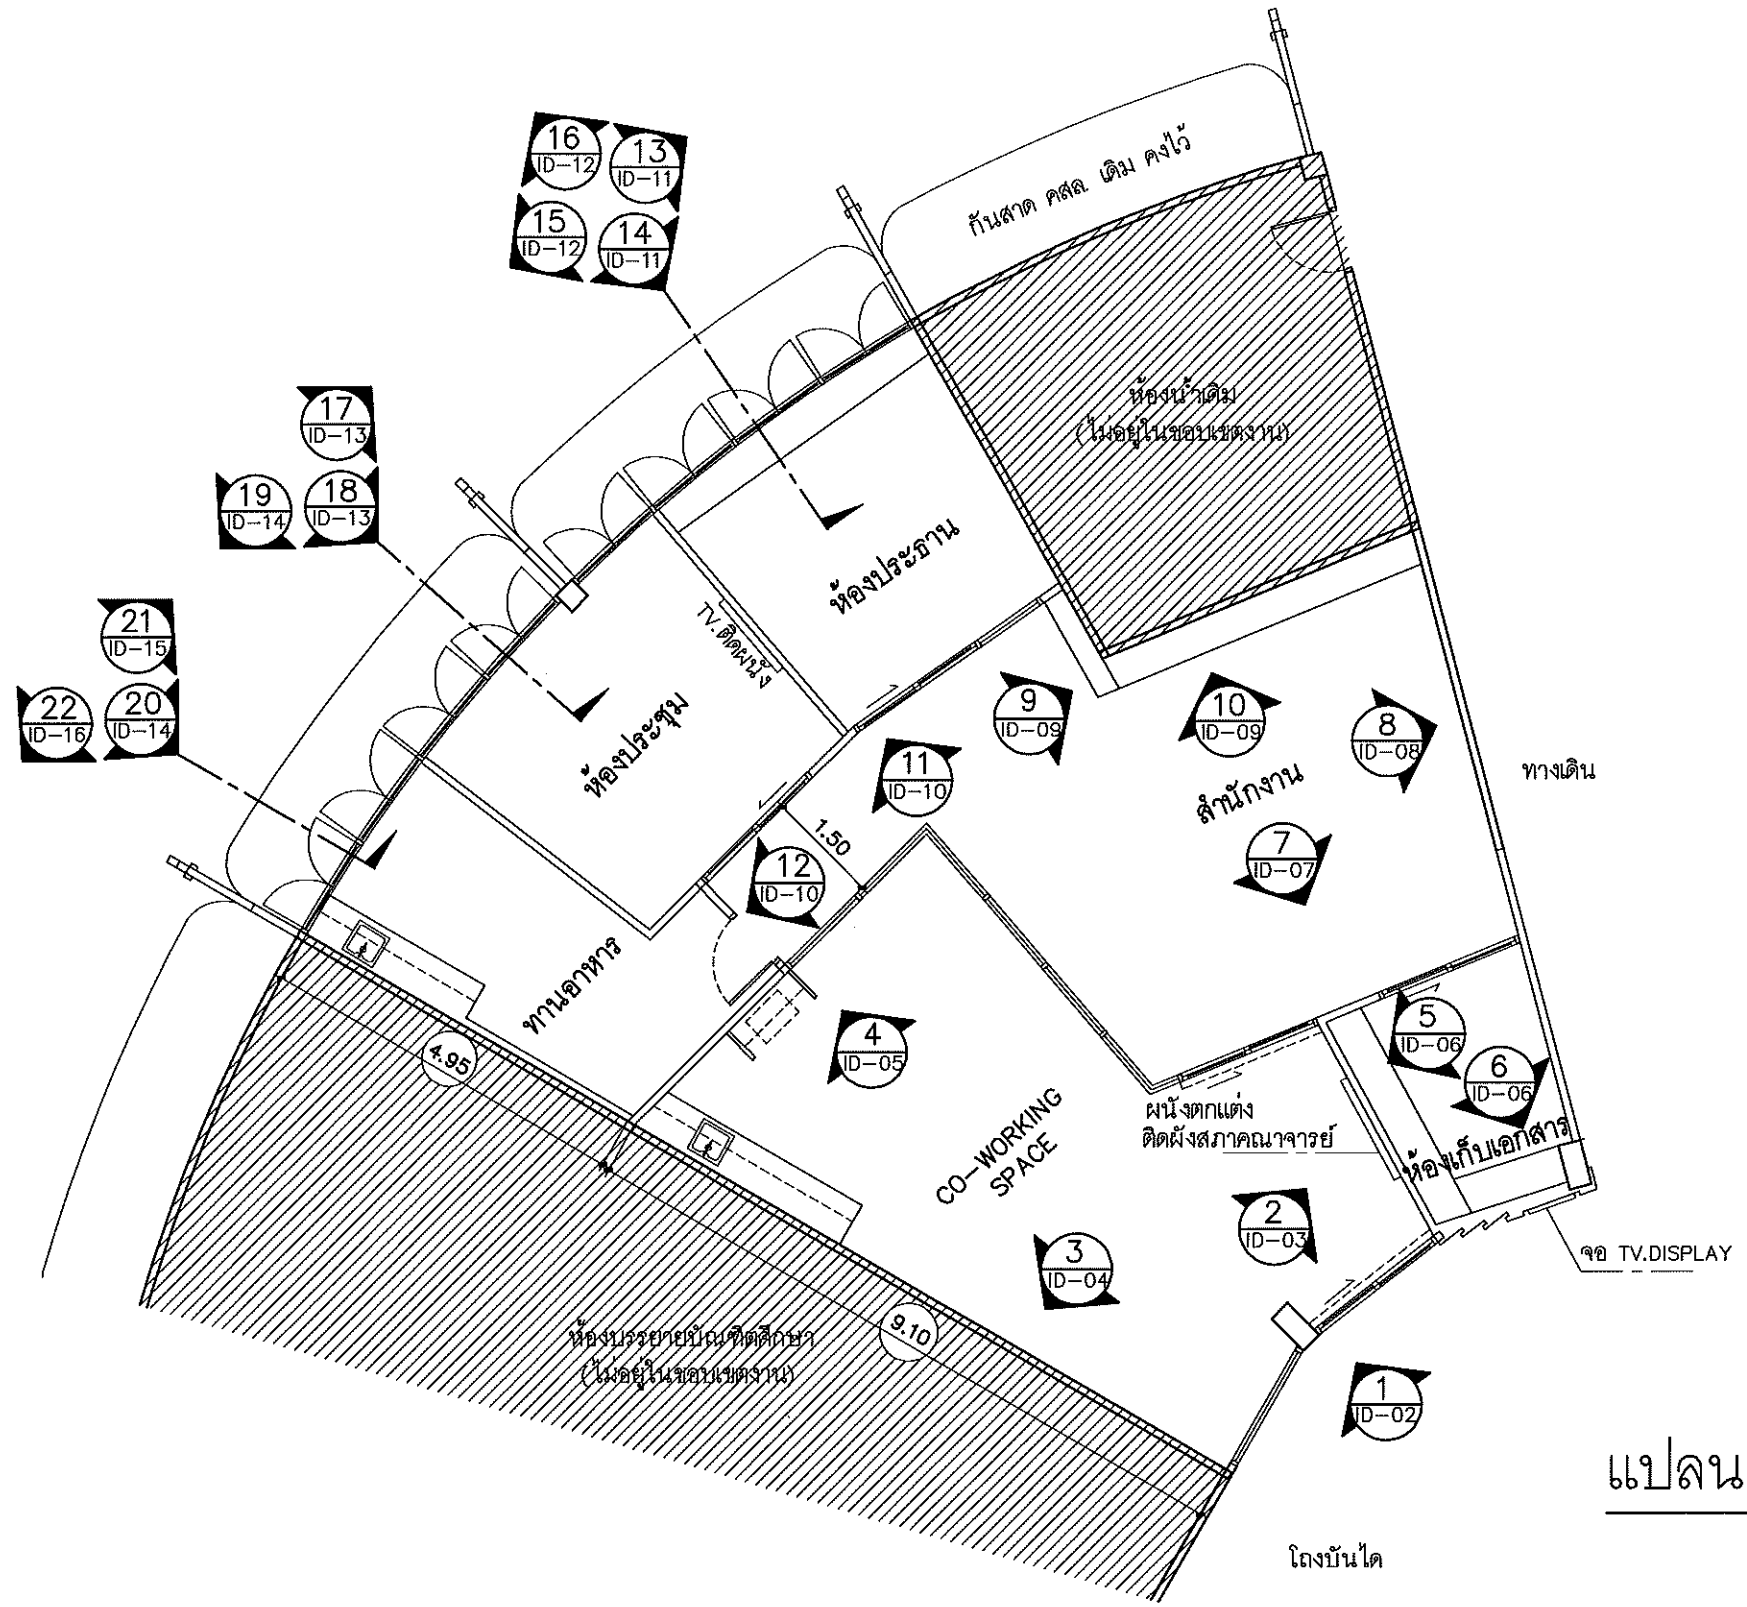 กันสาด คสล. เดิม คงไว้
16
ID-12
13
ID-11
15
ID-12
14
ID-11
ห้องน้ำเดิม
(ไม่อยู่ในขอบเขตงาน)
17
ID-13
19
ID-14
18
ID-13
ห้องประธาน
TV.ติดผนัง
21
ID-15
22
ID-16
20
ID-14
ห้องประชุม
9
ID-09
10
ID-09
8
ID-08
11
ID-10
สำนักงาน
ทางเดิน
1.50
12
ID-10
7
ID-07
ทานอาหาร
4.95
4
ID-05
5
ID-06
6
ID-06
CO-WORKING
SPACE
ผนังตกแต่ง
ติดผังสภาคณาจารย์
ห้องเก็บเอกสาร
2
ID-03
3
ID-04
จอ TV.DISPLAY
9.10
ห้องบรรยายบัณฑิตศึกษา
(ไม่อยู่ในขอบเขตงาน)
1
ID-02
แปลน
โถงบันได